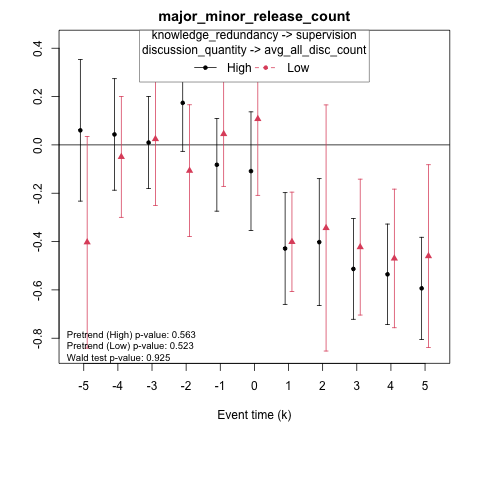 major_minor_release_count
knowledge_redundancy -> supervision
discussion_quantity -> avg_all_disc_count
High Low
0.4
0.2
0.0
-0.2
-0.4
-0.6
-0.8
Pretrend (High) p-value: 0.563
Pretrend (Low) p-value: 0.523
Wald test p-value: 0.925
-5 -4 -3 -2 -1 0 1 2 3 4 5
Event time (k)